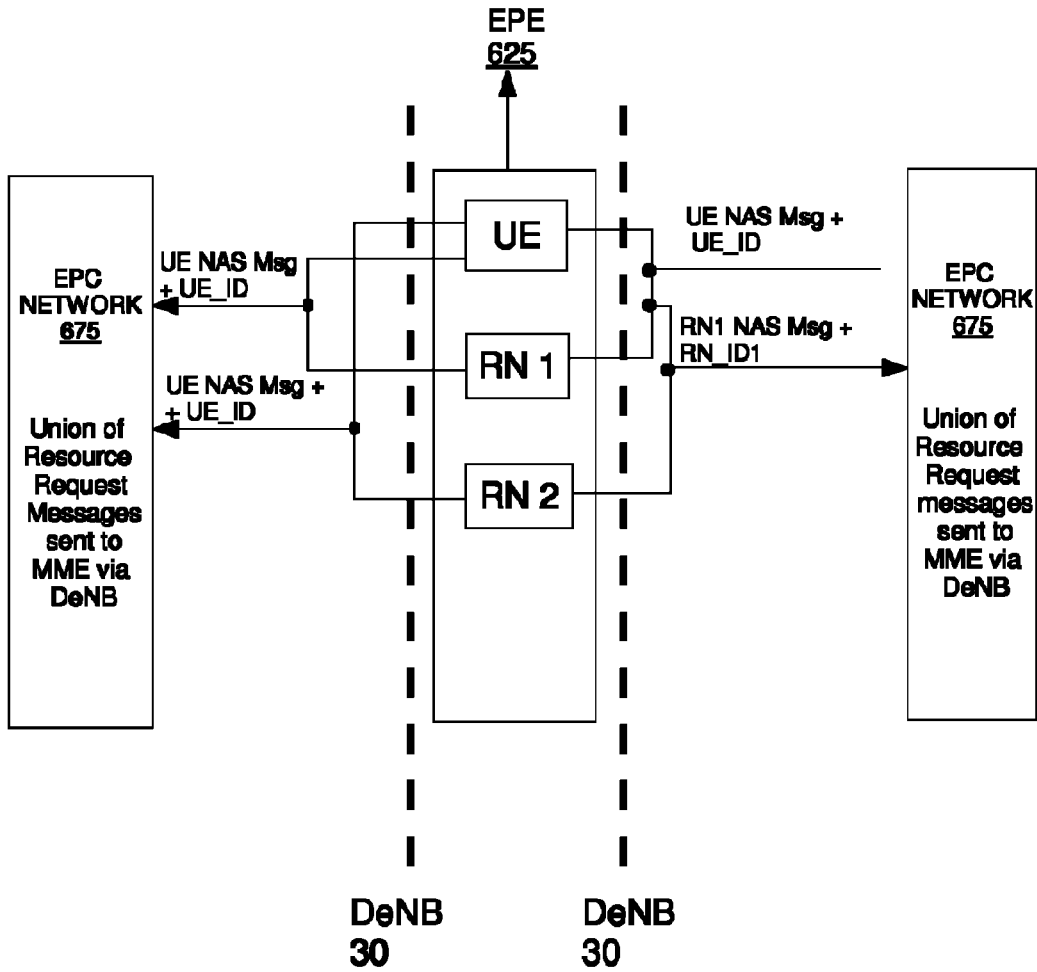 EPE
625
EPC
NETWORK
675
Union of
Resource
Request
Messages
sent to
MME via
DeNB
UE NAS Msg
+ UE_ID
UE NAS Msg +
+ UE_ID
UE
RN 1
RN 2
UE NAS Msg +
UE_ID
RN1 NAS Msg +
RN_ID1
EPC
NETWORK
675
Union of
Resource
Request
messages
sent to
MME via
DeNB
DeNB
30
DeNB
30